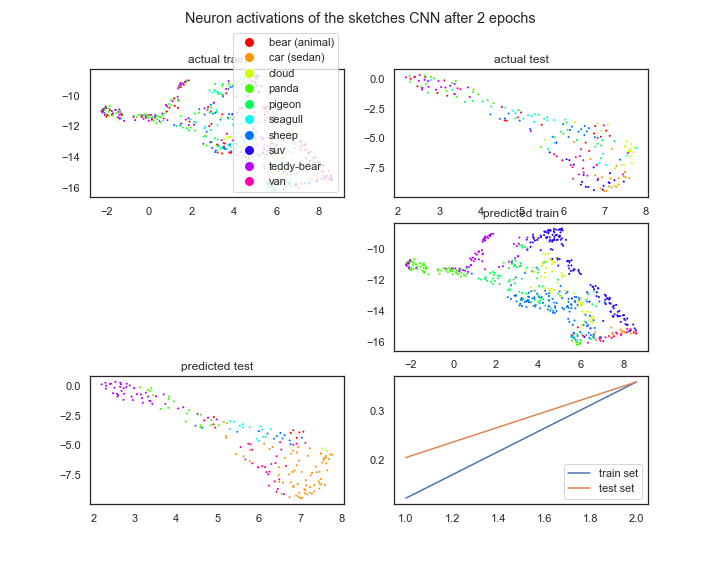 Neuron activations of the sketches CNN after 2 epochs
actual test
bear (animal)
car (sedan)
cloud
panda
pigeon
seagull
sheep
suv
teddy-bear
van
−10
−12
−14
−16
−2 0 2 4 6 8
0.0
−2.5
−5.0
−7.5
2 3 4 5 6 7 8
predicted train
−10
−12
−14
−16
−2 0 2 4 6 8
predicted test
0.0
−2.5
−5.0
−7.5
2 3 4 5 6 7 8
0.3
0.2
train set
test set
1.0 1.2 1.4 1.6 1.8 2.0